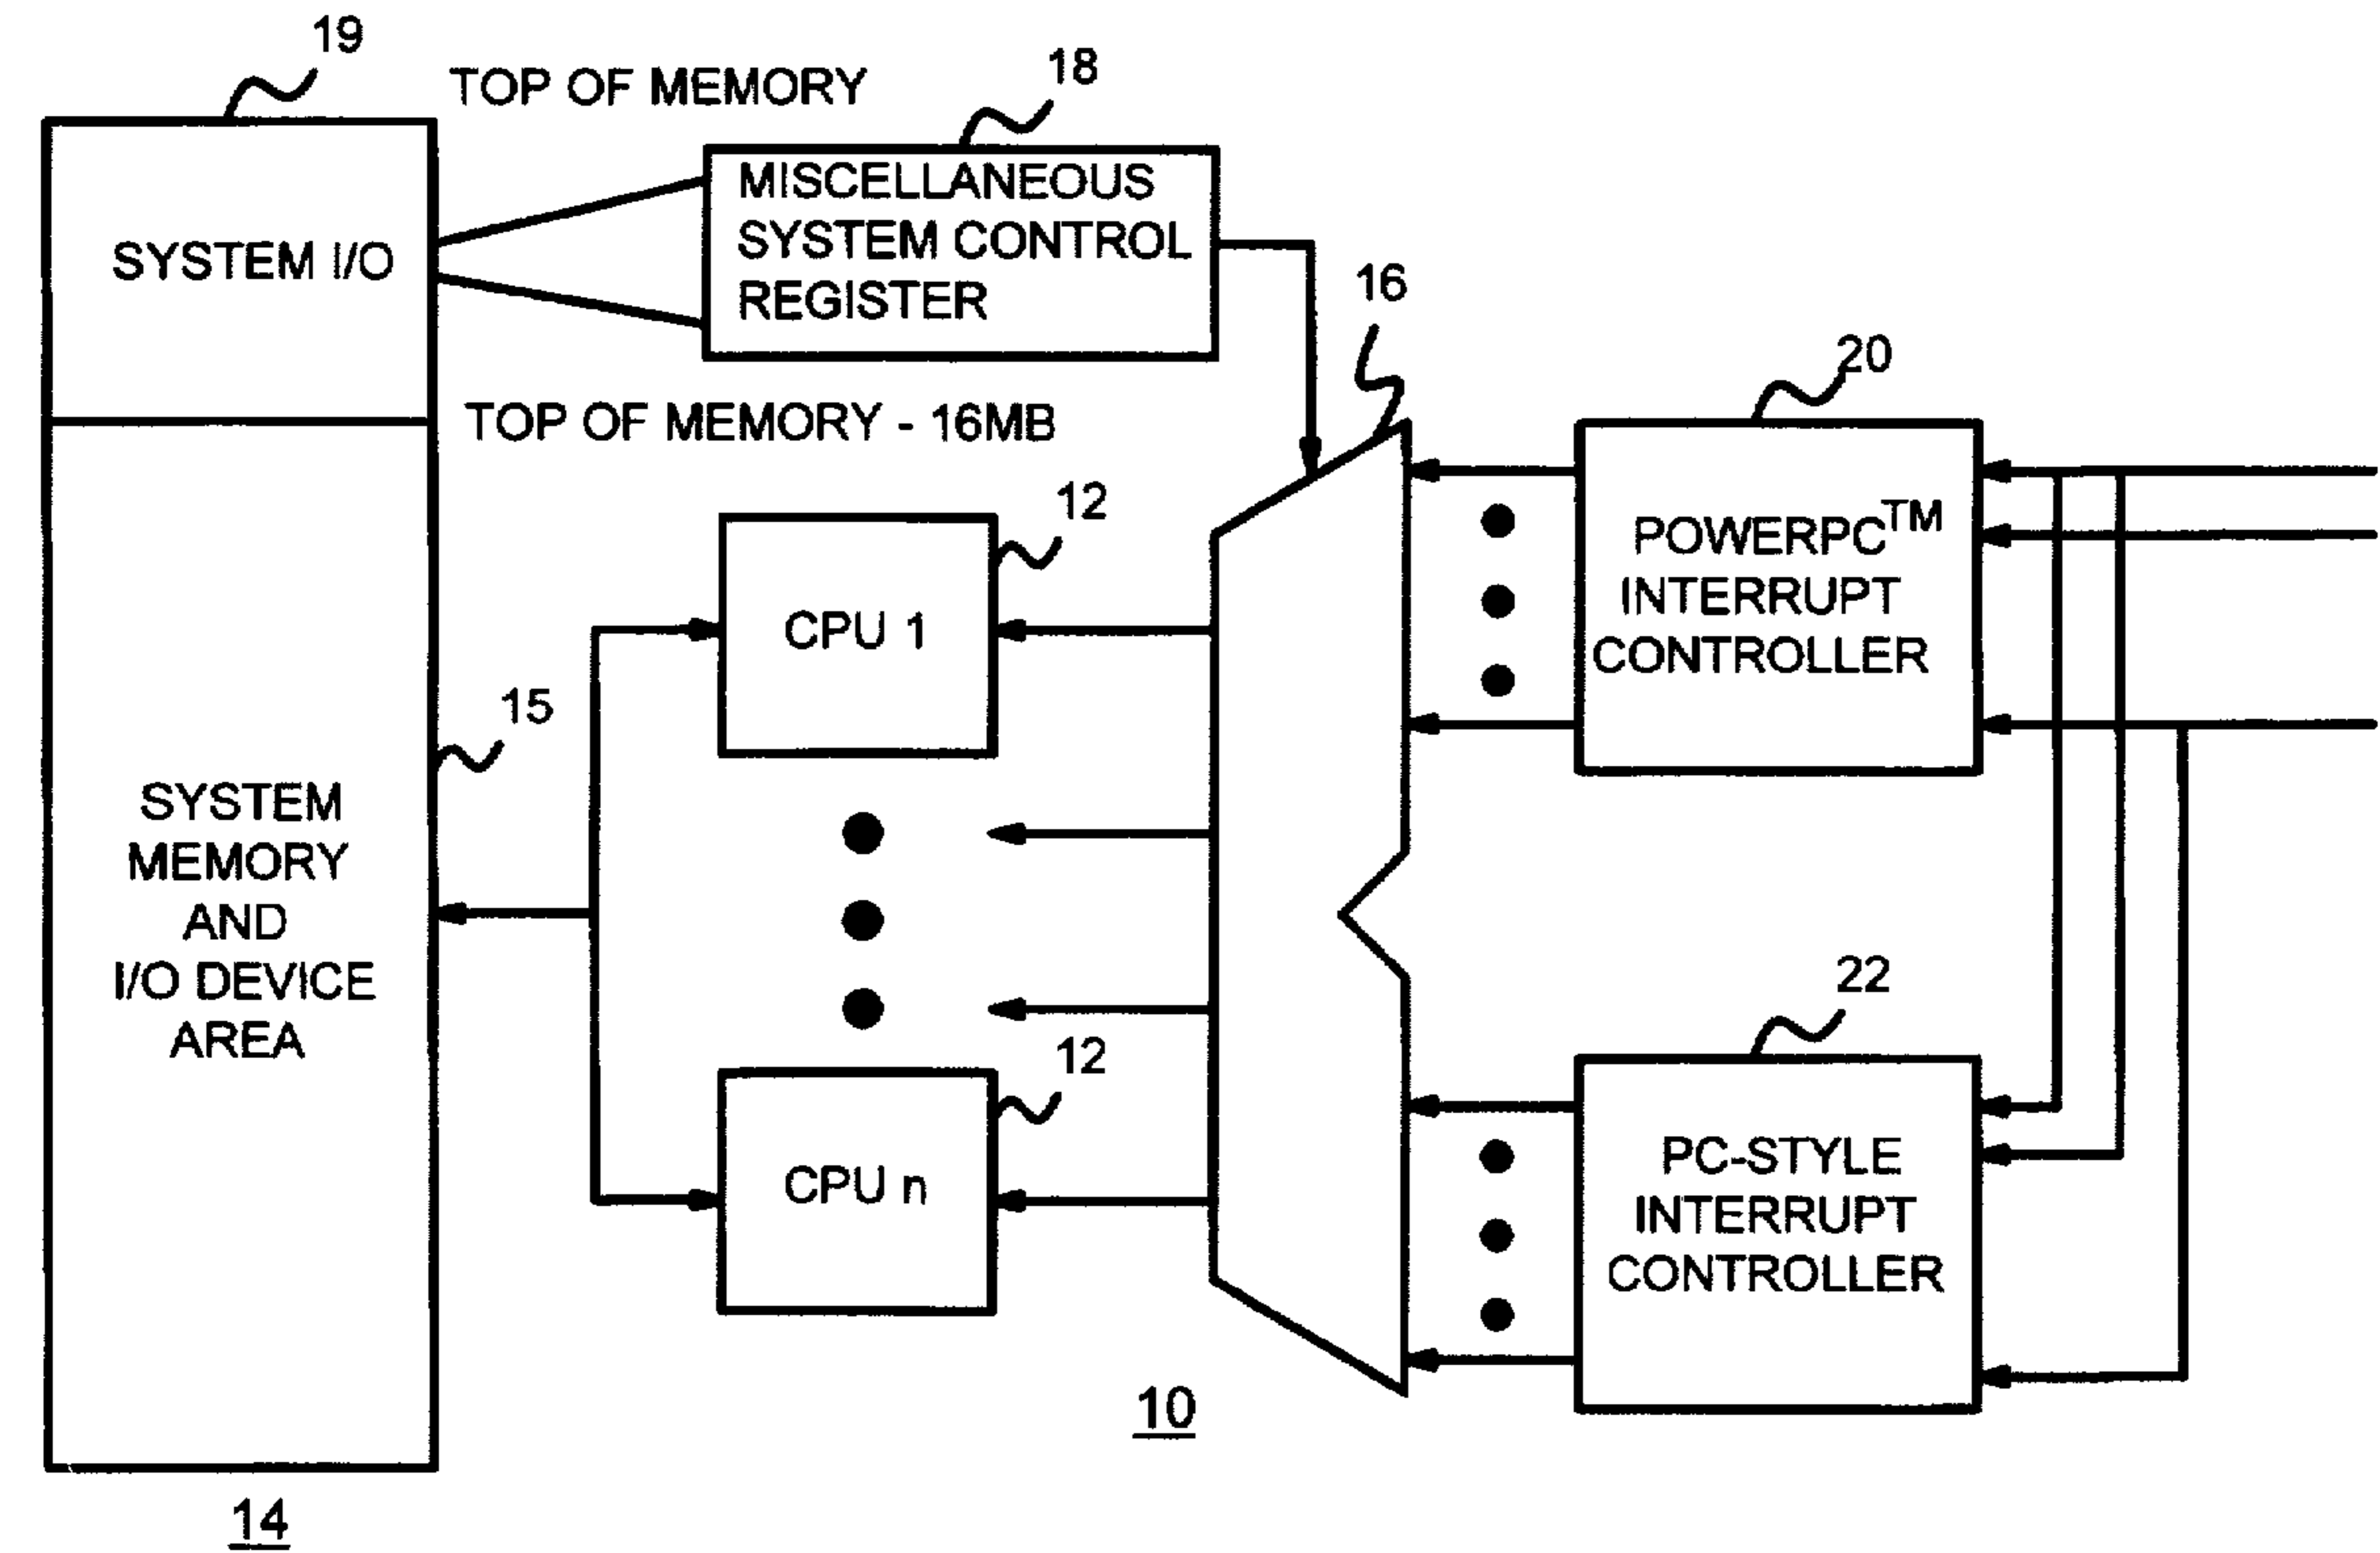 19
TOP OF MEMORY
18
MISCELLANEOUS
SYSTEM CONTROL
REGISTER
SYSTEM I/O
16
20
TOP OF MEMORY - 16MB
12
POWERPC™
INTERRUPT
CONTROLLER
CPU 1
15
SYSTEM
MEMORY
AND
I/O DEVICE
AREA
22
12
CPU n
PC-STYLE
INTERRUPT
CONTROLLER
10
14